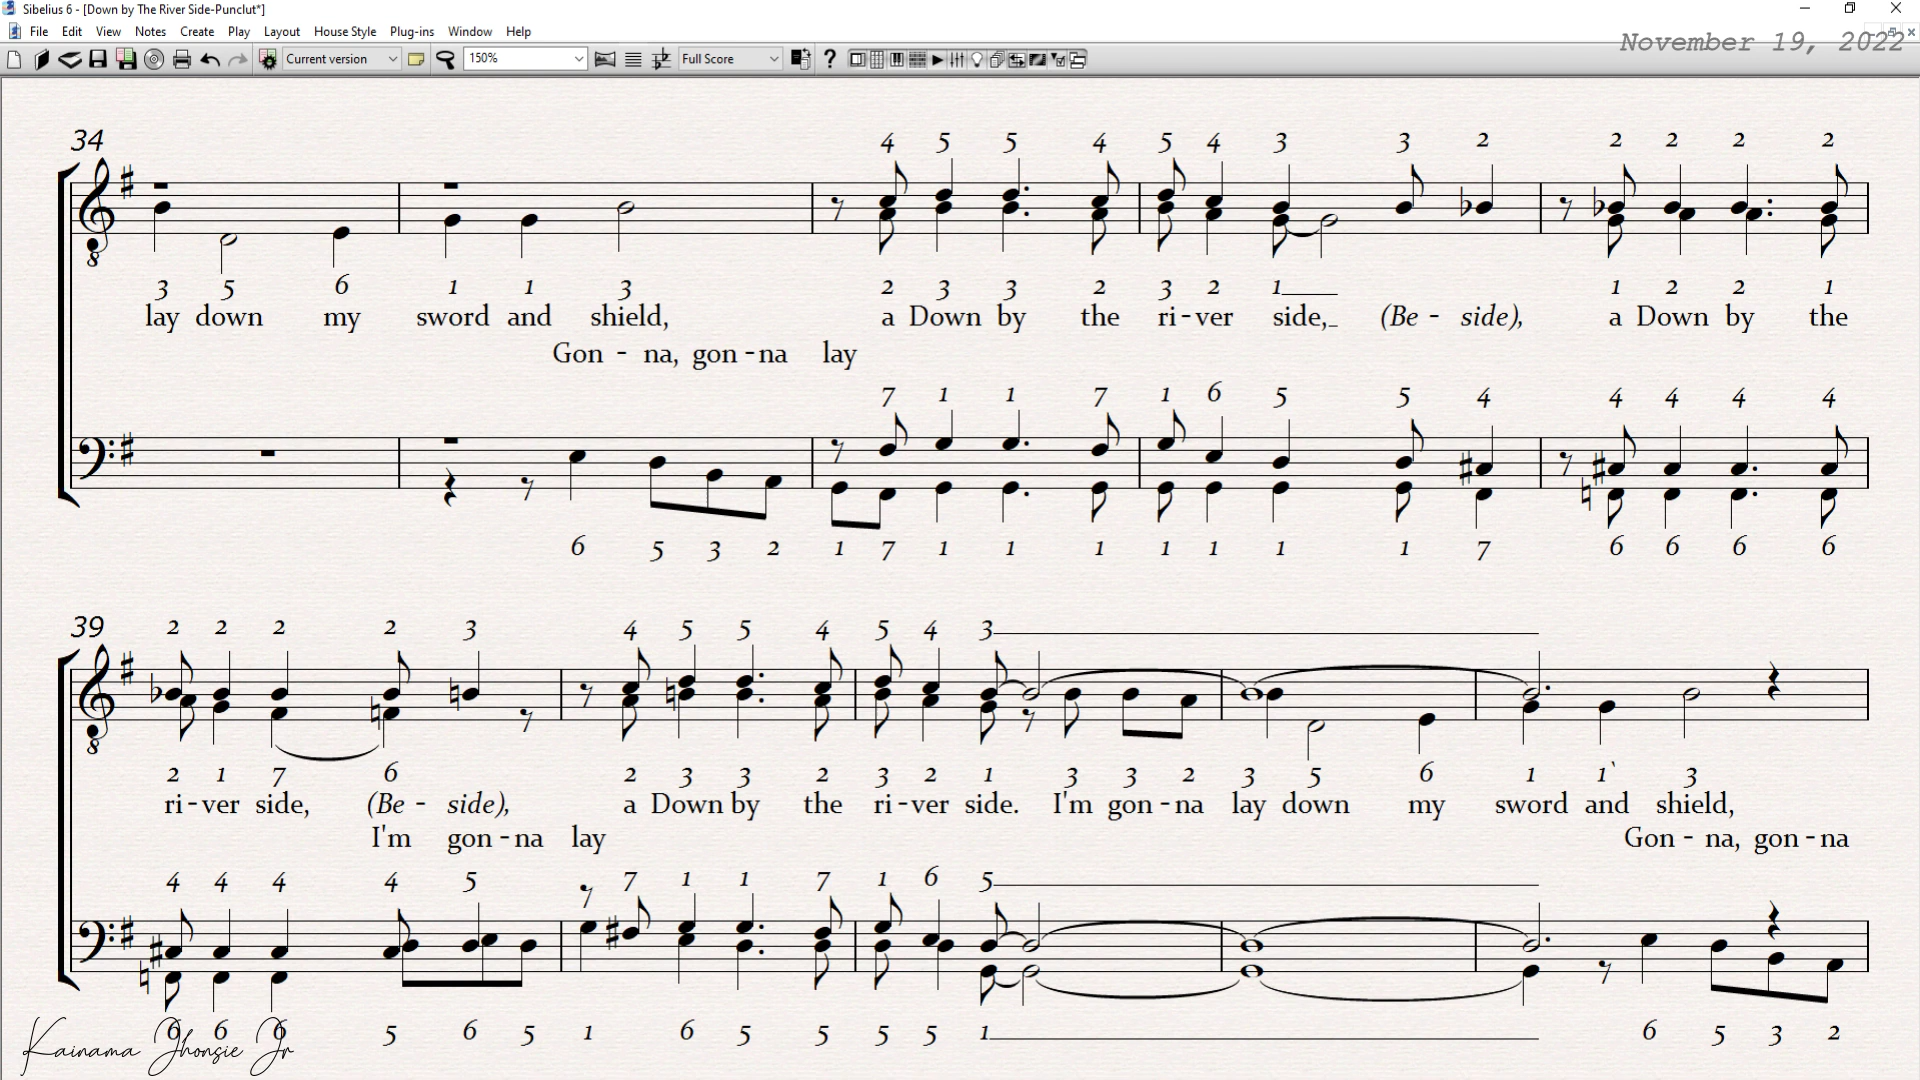 Sibelius 6 - [Down by The River Side-Punclut*]
File Edit View Notes Create Play Layout House Style Plug-ins Window Help
Current version 150% Full Score
November 19, 2022
34 4 5 5 4 5 4 3 3 2 2 2 2 2
8
3 5 6 1 1 3 2 3 3 2 3 2 1 1 2 2 1
lay down my sword and shield, a Down by the ri-ver side,_ (Be - side), a Down by the
Gon - na, gon-na lay
7 1 1 7 1 6 5 5 4 4 4 4 4
6 5 3 2 1 7 1 1 1 1 1 1 1 7 6 6 6 6
39 2 2 2 2 3 4 5 5 4 5 4 3
8
2 1 7 6 2 3 3 2 3 2 1 3 3 2 3 5 6 1 1` 3
ri-ver side, (Be - side), a Down by the ri-ver side. I'm gon-na lay down my sword and shield,
I'm gon-na lay Gon - na, gon-na
4 4 4 4 5 7 1 1 7 1 6 5
6 6 6 5 6 5 1 6 5 5 5 5 1 6 5 3 2
Kainama Jhonsie Jr